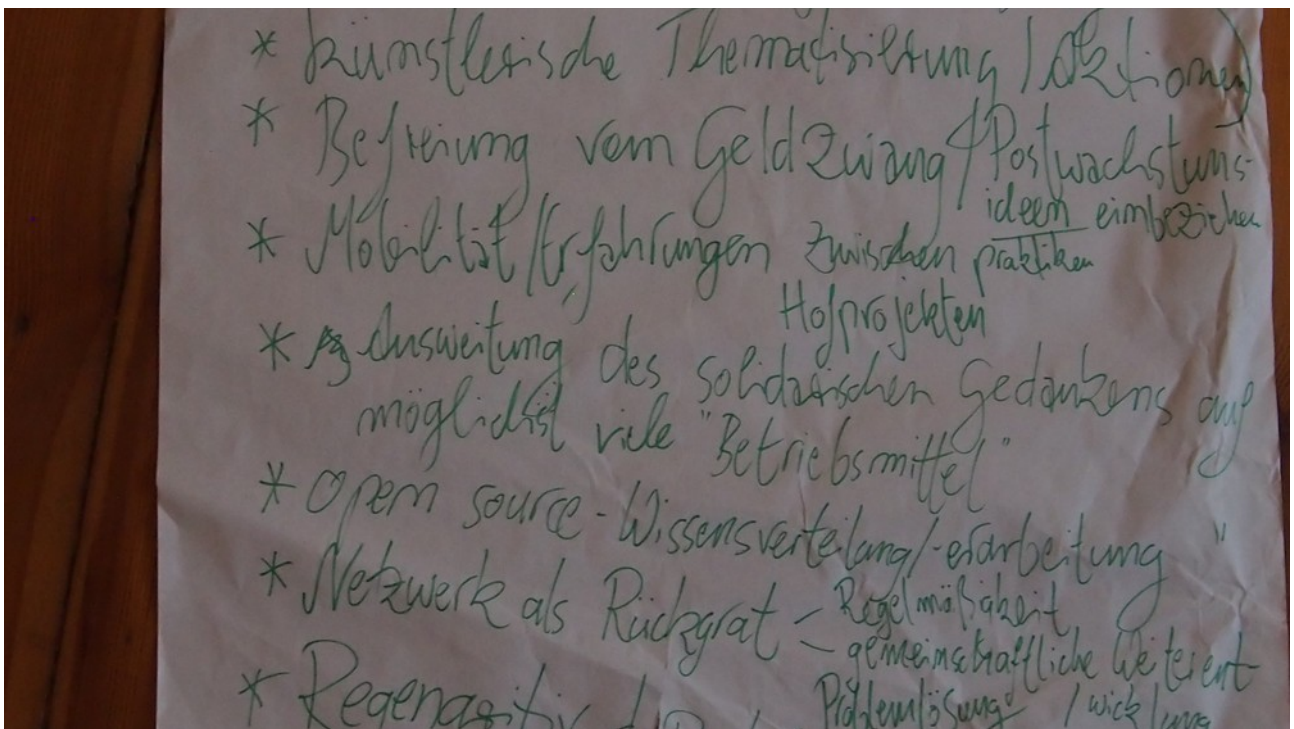 * künstlerische Thematisierung / Aktionen)
* Befreiung vom Geldzwang / Postwachstums-
ideen einbeziehen
praktiken
* Mobilität/Erfahrungen zwischen
Hofprojekten
* Ausweitung des solidarischen Gedankens auf
möglichst viele "Betriebsmittel"
* open source - Wissensverteilung/-erarbeitung "
* Netzwerk als Rückgrat - Regelmäßigkeit
- gemeinschaftliche Weiterent-
Problemlösung / wicklung
* Regenerativ